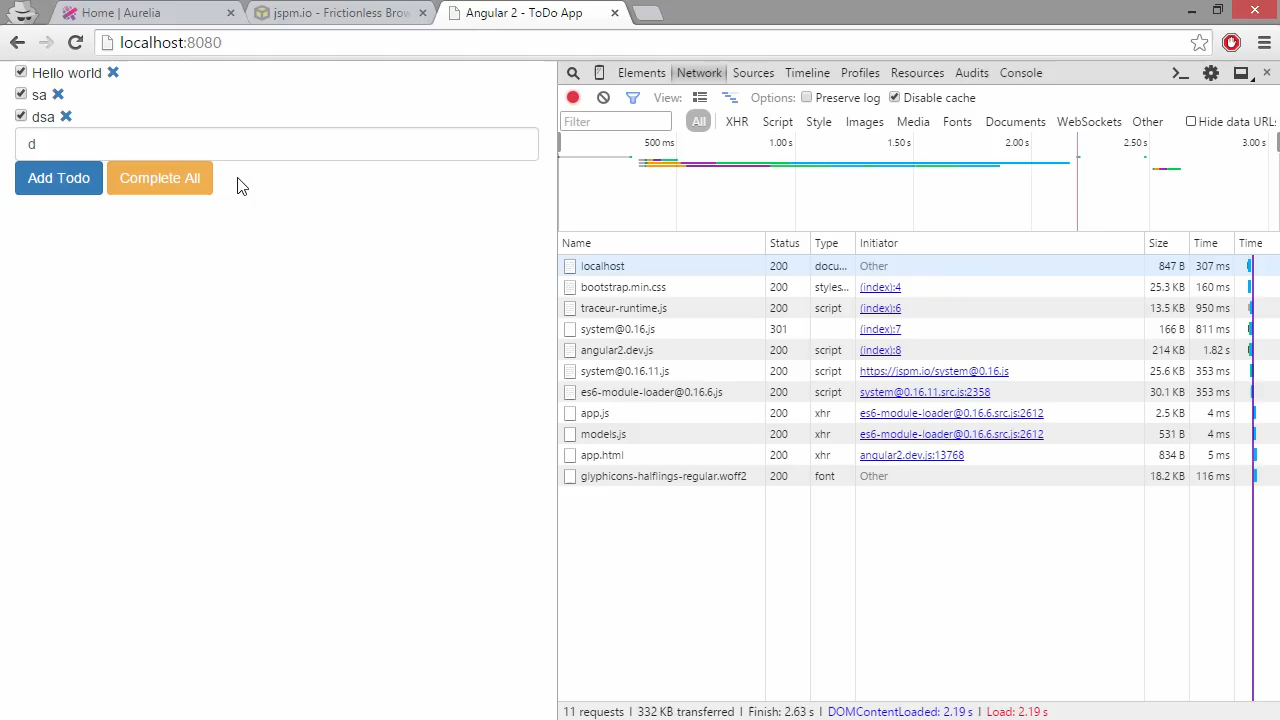 Home | Aurelia
jspm.io - Frictionless Brow
Angular 2 - ToDo App
localhost:8080
Hello world
sa
dsa
d
Add Todo Complete All
Elements Network Sources Timeline Profiles Resources Audits Console
View: Options: Preserve log Disable cache
Filter All XHR Script Style Images Media Fonts Documents WebSockets Other Hide data URL:
500 ms 1.00 s 1.50 s 2.00 s 2.50 s 3.00 s
Name Status Type Initiator Size Time Time
localhost 200 docu... Other 847 B 307 ms
bootstrap.min.css 200 styles... (index):4 25.3 KB 160 ms
traceur-runtime.js 200 script (index):6 13.5 KB 950 ms
system@0.16.js 301 (index):7 166 B 811 ms
angular2.dev.js 200 script (index):8 214 KB 1.82 s
system@0.16.11.js 200 script https://jspm.io/system@0.16.js 25.6 KB 353 ms
es6-module-loader@0.16.6.js 200 script system@0.16.11.src.js:2358 30.1 KB 353 ms
app.js 200 xhr es6-module-loader@0.16.6.src.js:2612 2.5 KB 4 ms
models.js 200 xhr es6-module-loader@0.16.6.src.js:2612 531 B 4 ms
app.html 200 xhr angular2.dev.js:13768 834 B 5 ms
glyphicons-halflings-regular.woff2 200 font Other 18.2 KB 116 ms
11 requests | 332 KB transferred | Finish: 2.63 s | DOMContentLoaded: 2.19 s | Load: 2.19 s